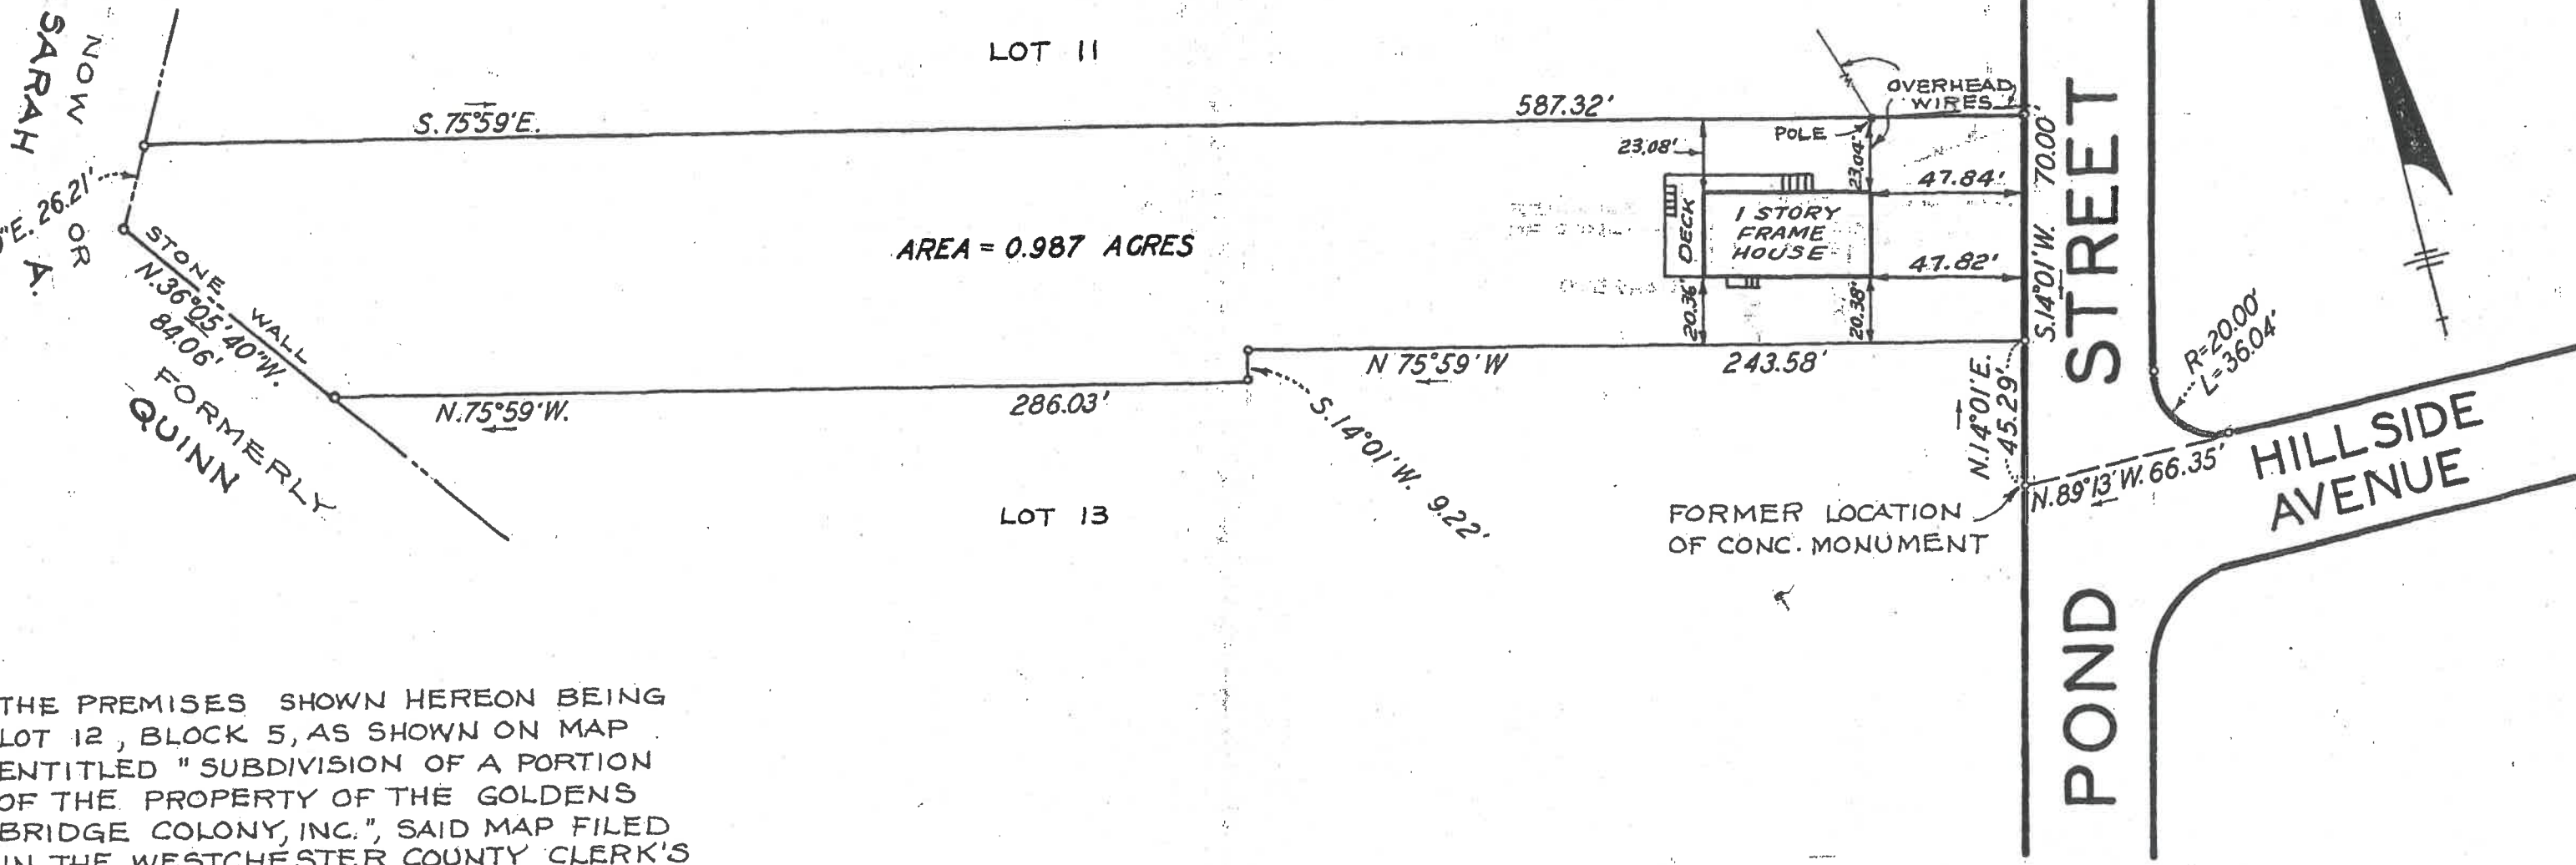 LOT 11
NOW OR
SARAH A.
"E. 26.21'
S. 75°59'E.
587.32'
OVERHEAD
WIRES
POLE
23.08'
23.04'
47.84'
70.00'
S.14°01'W.
DECK
1 STORY
FRAME
HOUSE
47.82'
20.36'
20.38'
AREA = 0.987 ACRES
STONE WALL
N.36°05'40"W.
84.06'
FORMERLY
QUINN
N.75°59'W.
286.03'
S.14°01'W. 9.22'
N 75°59'W
243.58'
N.14°01'E.
45.29'
POND STREET
R=20.00'
L=36.04'
N.89°13'W. 66.35'
HILLSIDE
AVENUE
LOT 13
FORMER LOCATION
OF CONC. MONUMENT
THE PREMISES SHOWN HEREON BEING
LOT 12, BLOCK 5, AS SHOWN ON MAP
ENTITLED "SUBDIVISION OF A PORTION
OF THE PROPERTY OF THE GOLDENS
BRIDGE COLONY, INC.", SAID MAP FILED
IN THE WESTCHESTER COUNTY CLERK'S